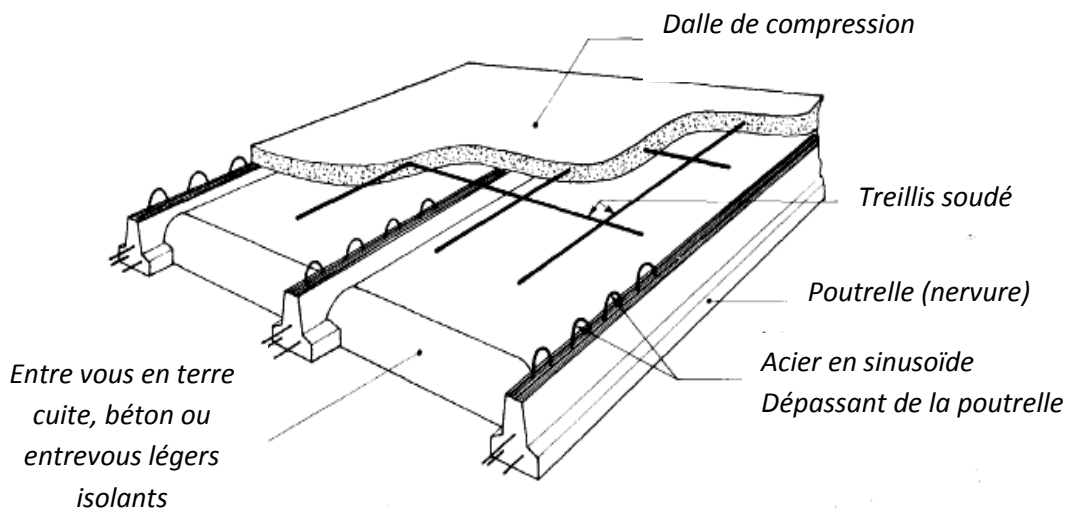 Dalle de compression
Treillis soudé
Poutrelle (nervure)
Acier en sinusoïde
Dépassant de la poutrelle
Entre vous en terre
cuite, béton ou
entrevous légers
isolants